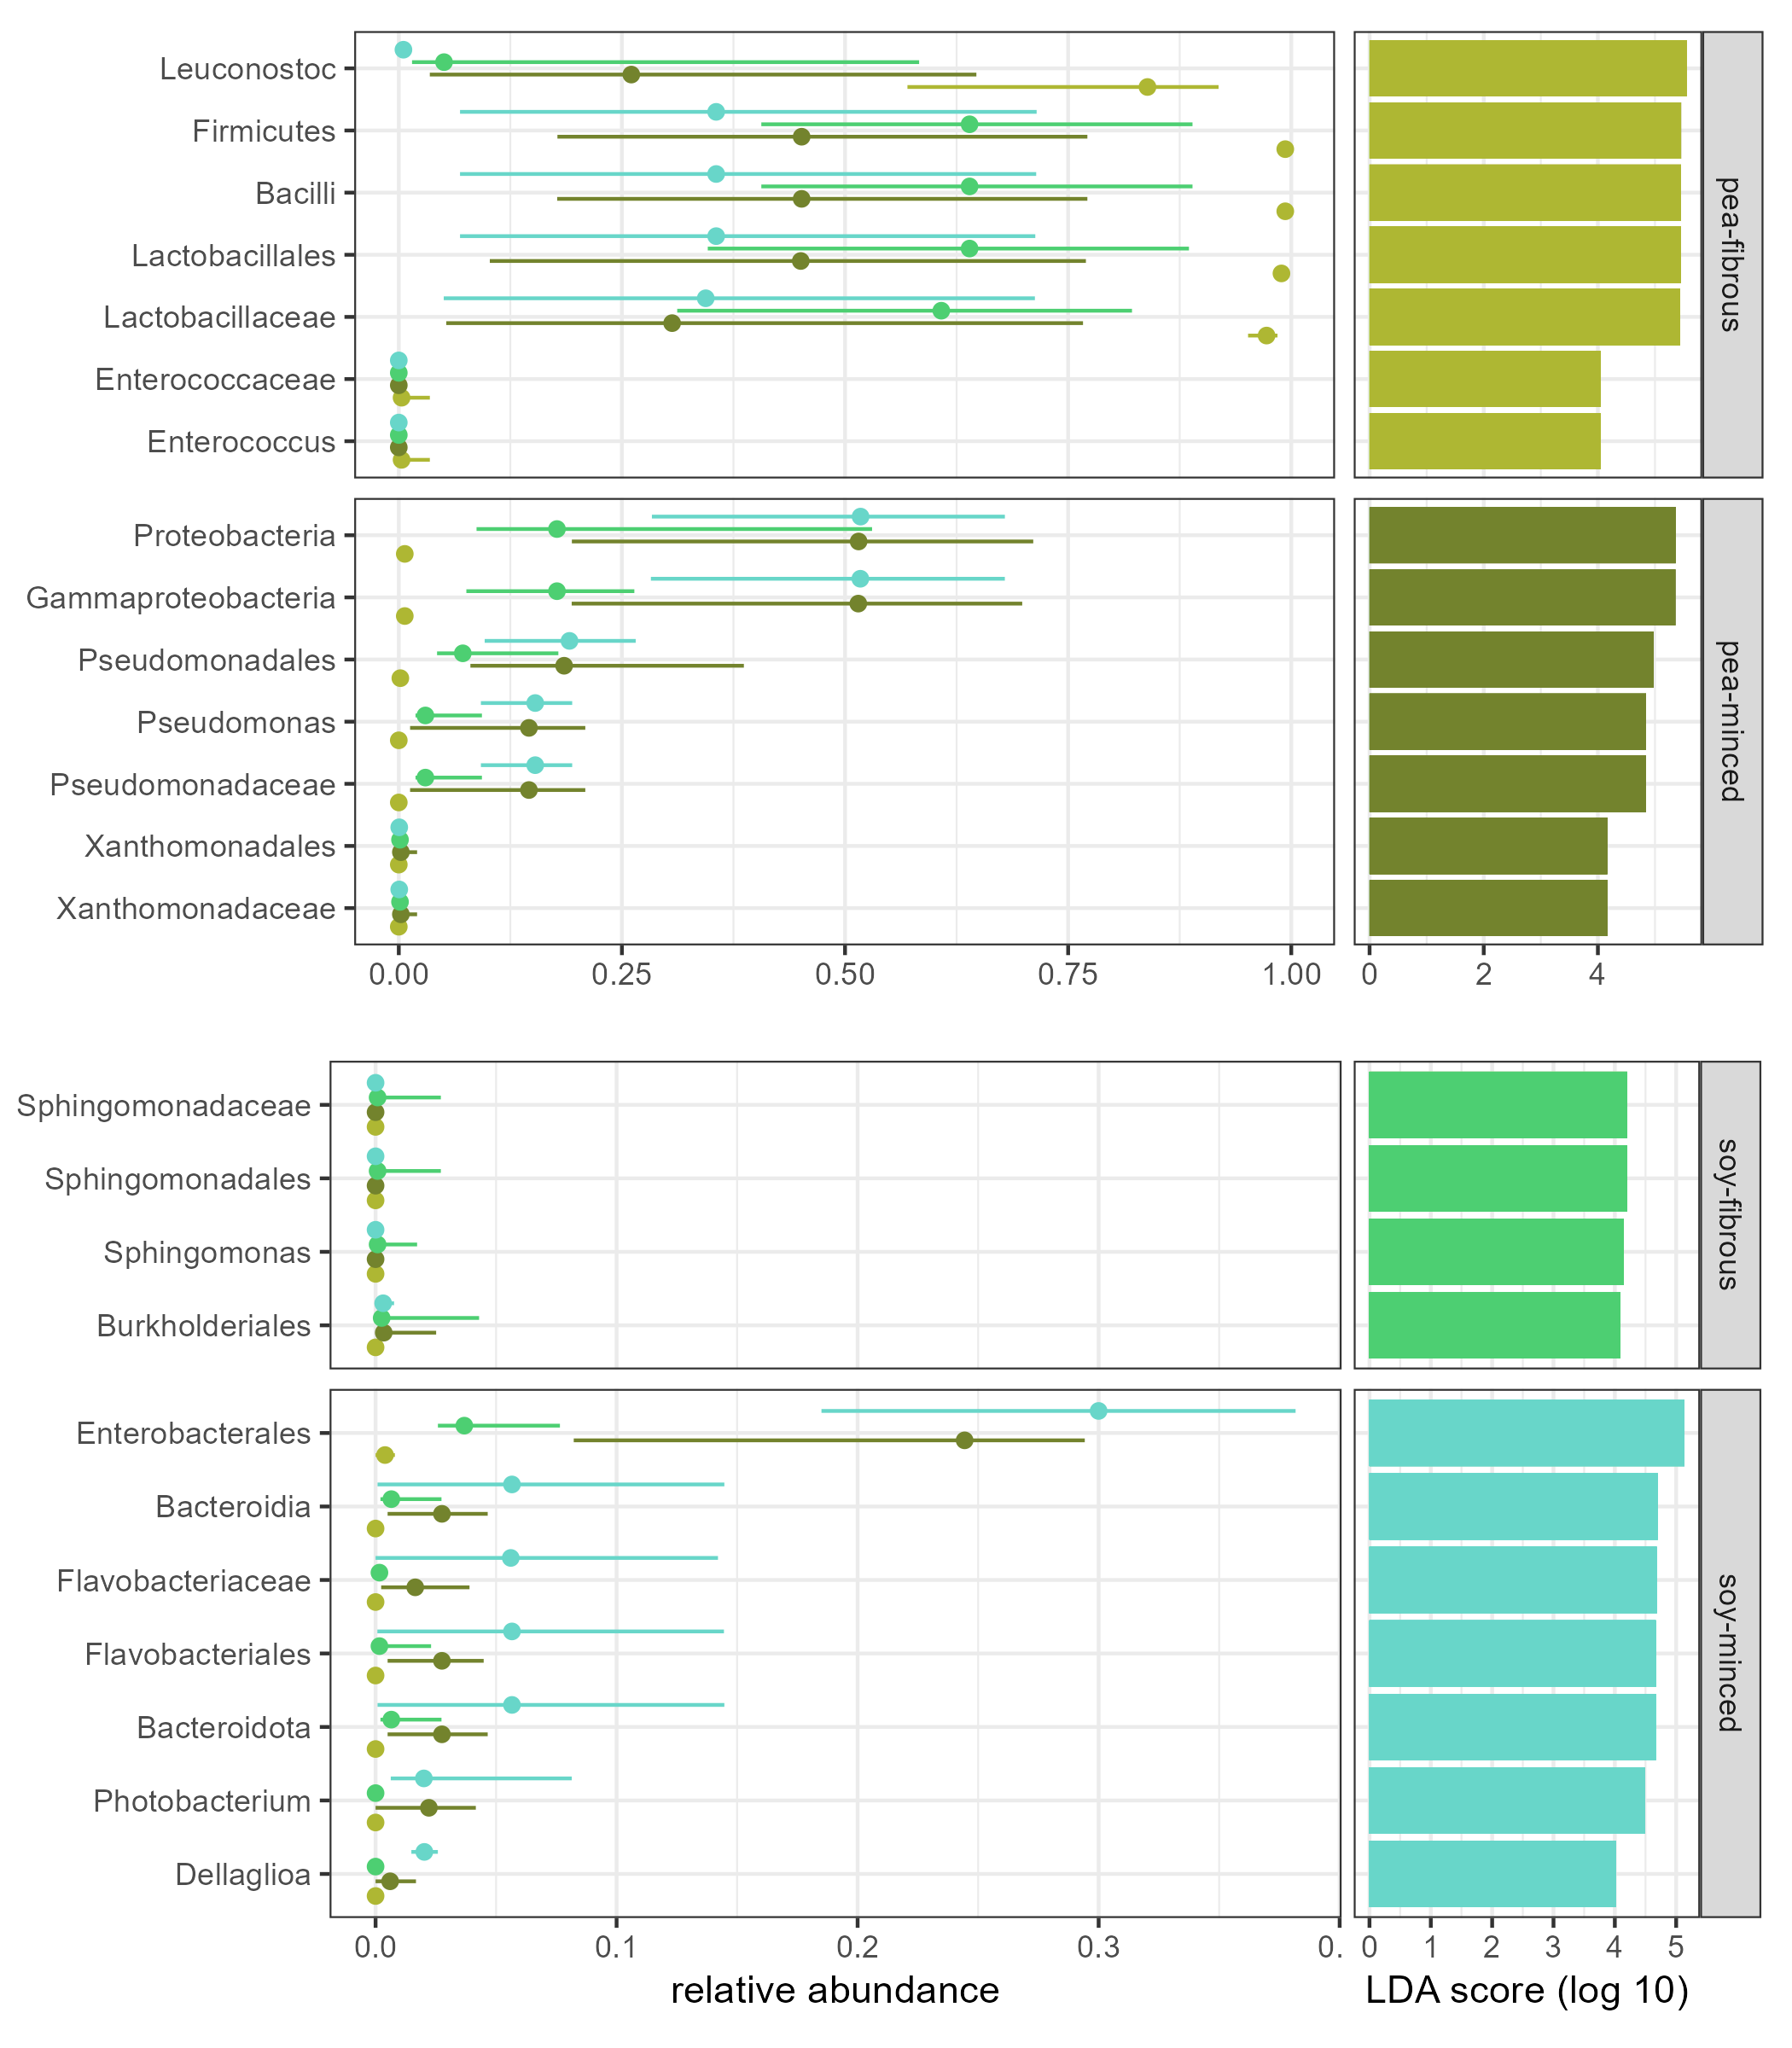 Leuconostoc
Firmicutes
Bacilli
Lactobacillales
Lactobacillaceae
Enterococcaceae
Enterococcus
pea-fibrous
Proteobacteria
Gammaproteobacteria
Pseudomonadales
Pseudomonas
Pseudomonadaceae
Xanthomonadales
Xanthomonadaceae
pea-minced
0.00 0.25 0.50 0.75 1.00 0 2 4
Sphingomonadaceae
Sphingomonadales
Sphingomonas
Burkholderiales
soy-fibrous
Enterobacterales
Bacteroidia
Flavobacteriaceae
Flavobacteriales
Bacteroidota
Photobacterium
Dellaglioa
soy-minced
0.0 0.1 0.2 0.3 0. 0 1 2 3 4 5
relative abundance LDA score (log 10)